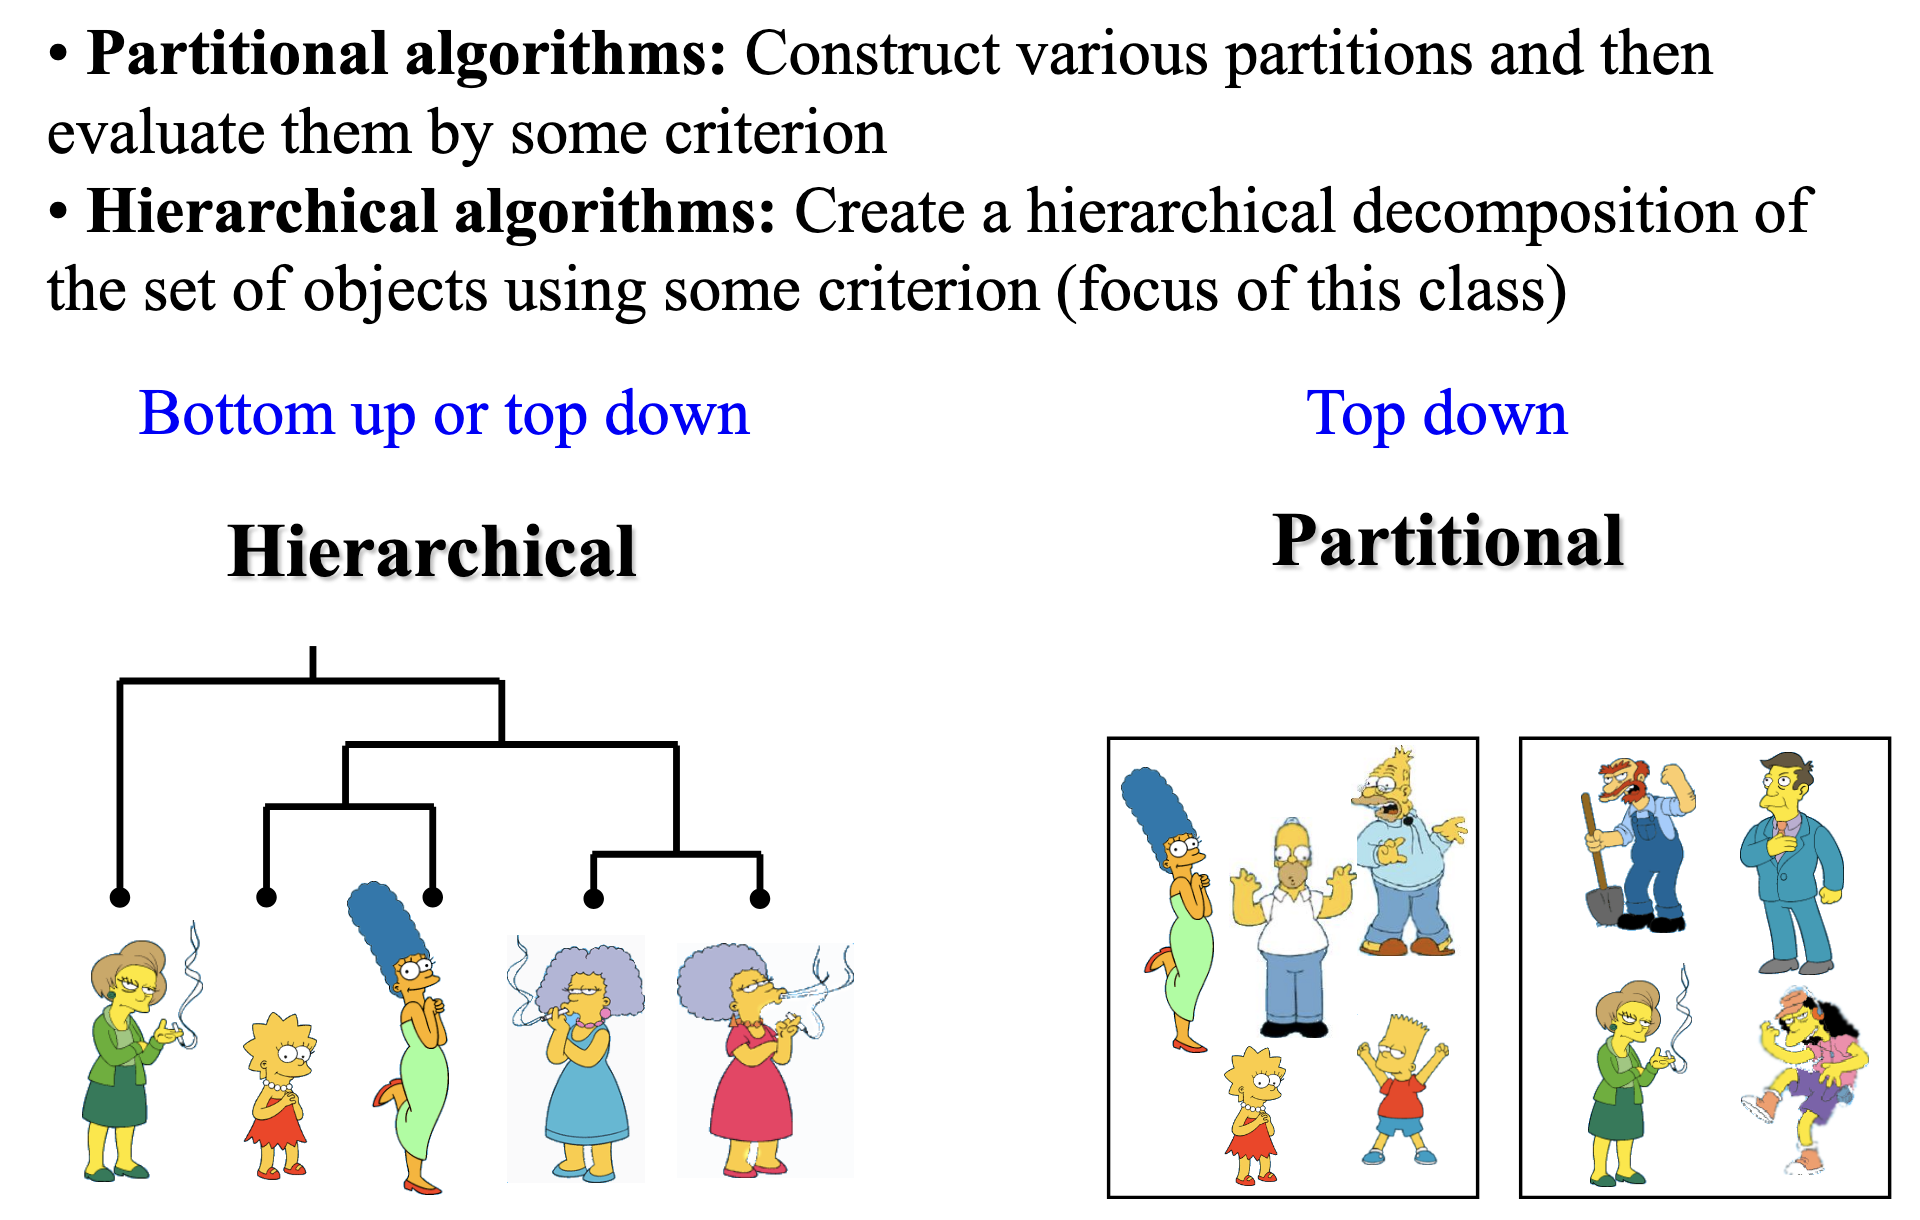 • Partitional algorithms: Construct various partitions and then
evaluate them by some criterion
• Hierarchical algorithms: Create a hierarchical decomposition of
the set of objects using some criterion (focus of this class)
Bottom up or top down
Top down
Hierarchical
Partitional